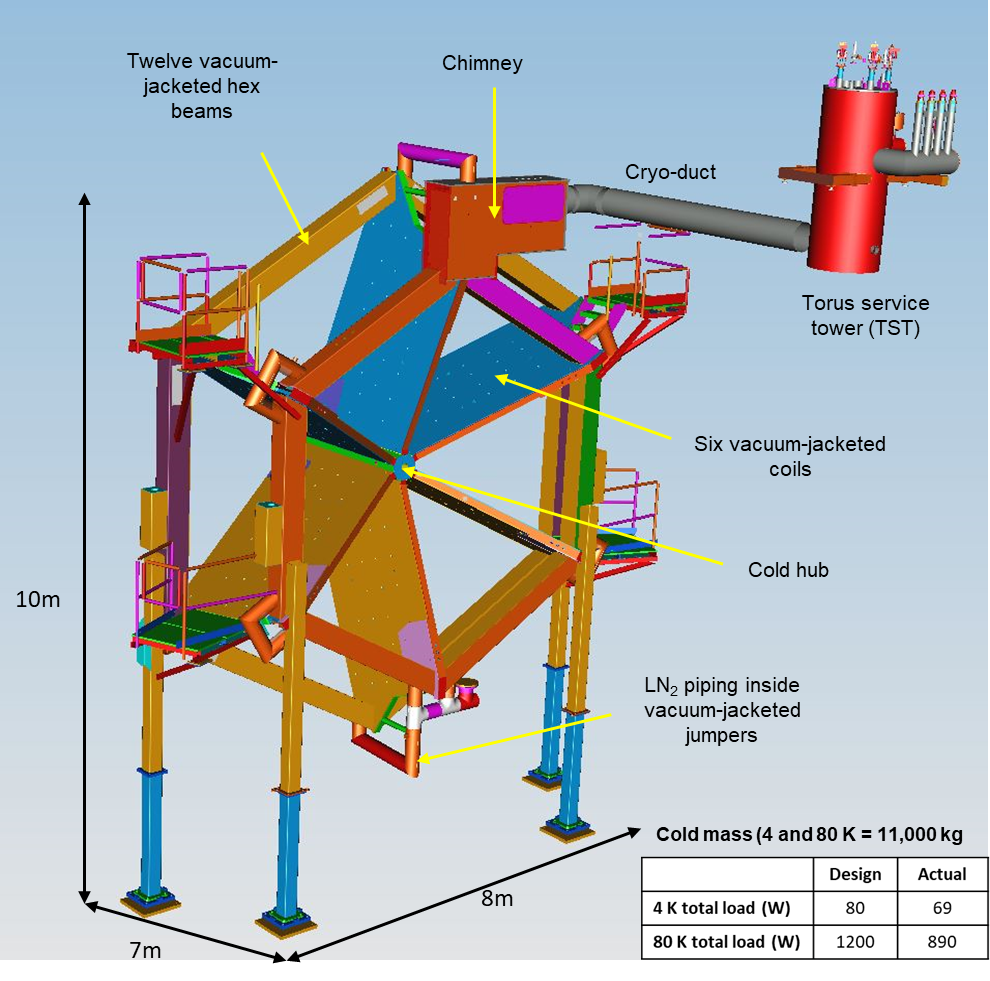 Twelve vacuum-
jacketed hex
beams
Chimney
Cryo-duct
Torus service
tower (TST)
Six vacuum-jacketed
coils
Cold hub
10m
LN2 piping inside
vacuum-jacketed
jumpers
8m
7m
Cold mass (4 and 80 K = 11,000 kg
Design Actual
4 K total load (W) 80 69
80 K total load (W) 1200 890